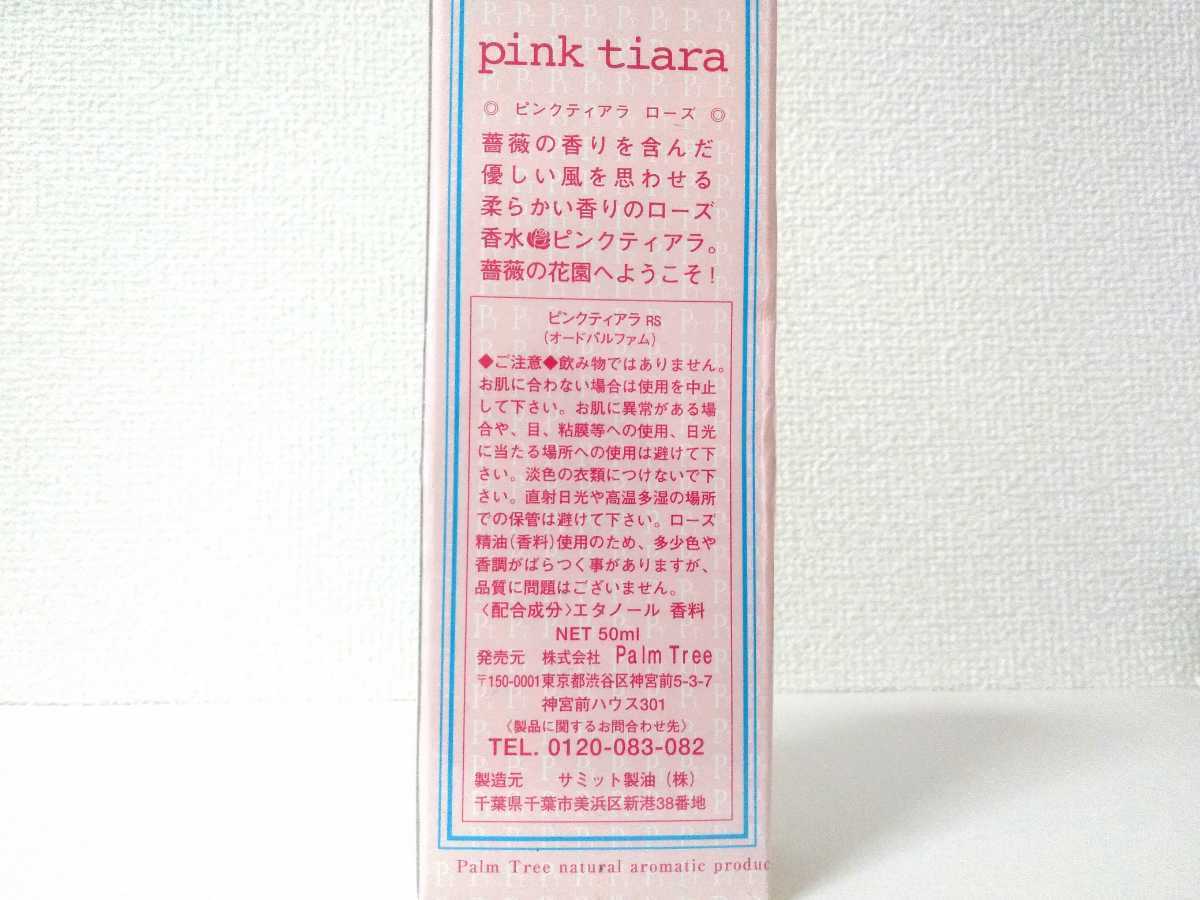 pink tiara
◎ ピンクティアラ ローズ ◎
薔薇の香りを含んだ
優しい風を思わせる
柔らかい香りのローズ
香水 ピンクティアラ。
薔薇の花園へようこそ！
ピンクティアラ RS
(オードパルファム)
◆ご注意◆飲み物ではありません。
お肌に合わない場合は使用を中止
して下さい。お肌に異常がある場
合や、目、粘膜等への使用、日光
に当たる場所への使用は避けて下
さい。淡色の衣類につけないで下
さい。直射日光や高温多湿の場所
での保管は避けて下さい。ローズ
精油(香料)使用のため、多少色や
香調がばらつく事がありますが、
品質に問題はございません。
〈配合成分〉エタノール 香料
NET 50ml
発売元 株式会社 Palm Tree
〒150-0001東京都渋谷区神宮前5-3-7
神宮前ハウス301
〈製品に関するお問合わせ先〉
TEL. 0120-083-082
製造元 サミット製油（株）
千葉県千葉市美浜区新港38番地
Palm Tree natural aromatic produc